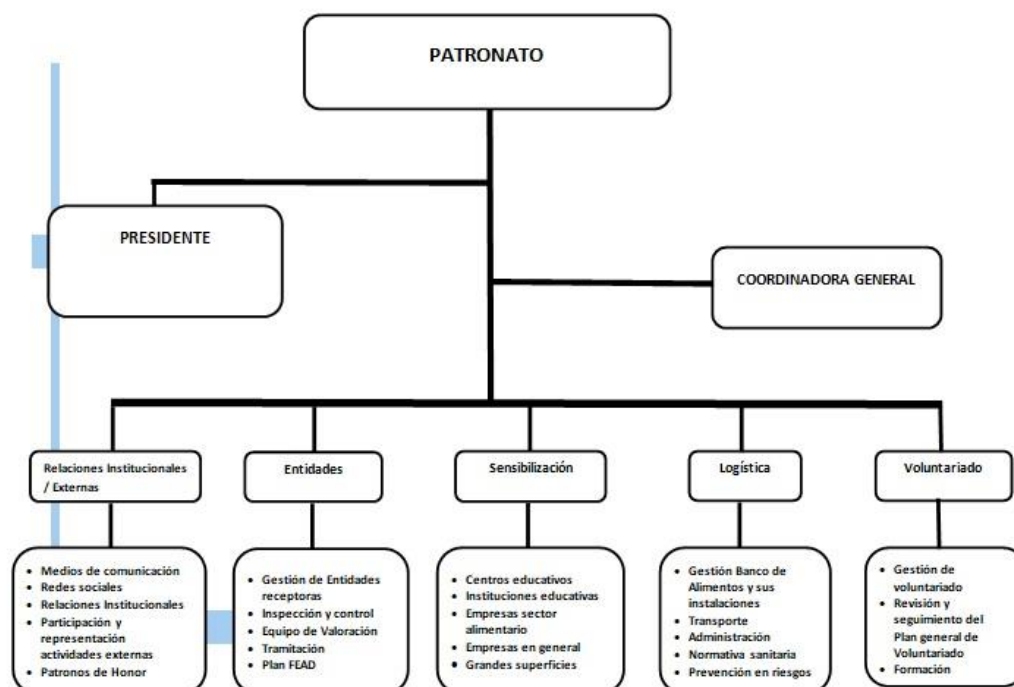 PATRONATO
PRESIDENTE
COORDINADORA GENERAL
Relaciones Institucionales
/ Externas
Entidades
Sensibilización
Logística
Voluntariado
• Medios de comunicación
• Redes sociales
• Relaciones Institucionales
• Participación y
representación
actividades externas
• Patronos de Honor
• Gestión de Entidades
receptoras
• Inspección y control
• Equipo de Valoración
• Tramitación
• Plan FEAD
• Centros educativos
• Instituciones educativas
• Empresas sector
alimentario
• Empresas en general
• Grandes superficies
• Gestión Banco de
Alimentos y sus
instalaciones
• Transporte
• Administración
• Normativa sanitaria
• Prevención en riesgos
• Gestión de
voluntariado
• Revisión y
seguimiento del
Plan general de
Voluntariado
• Formación